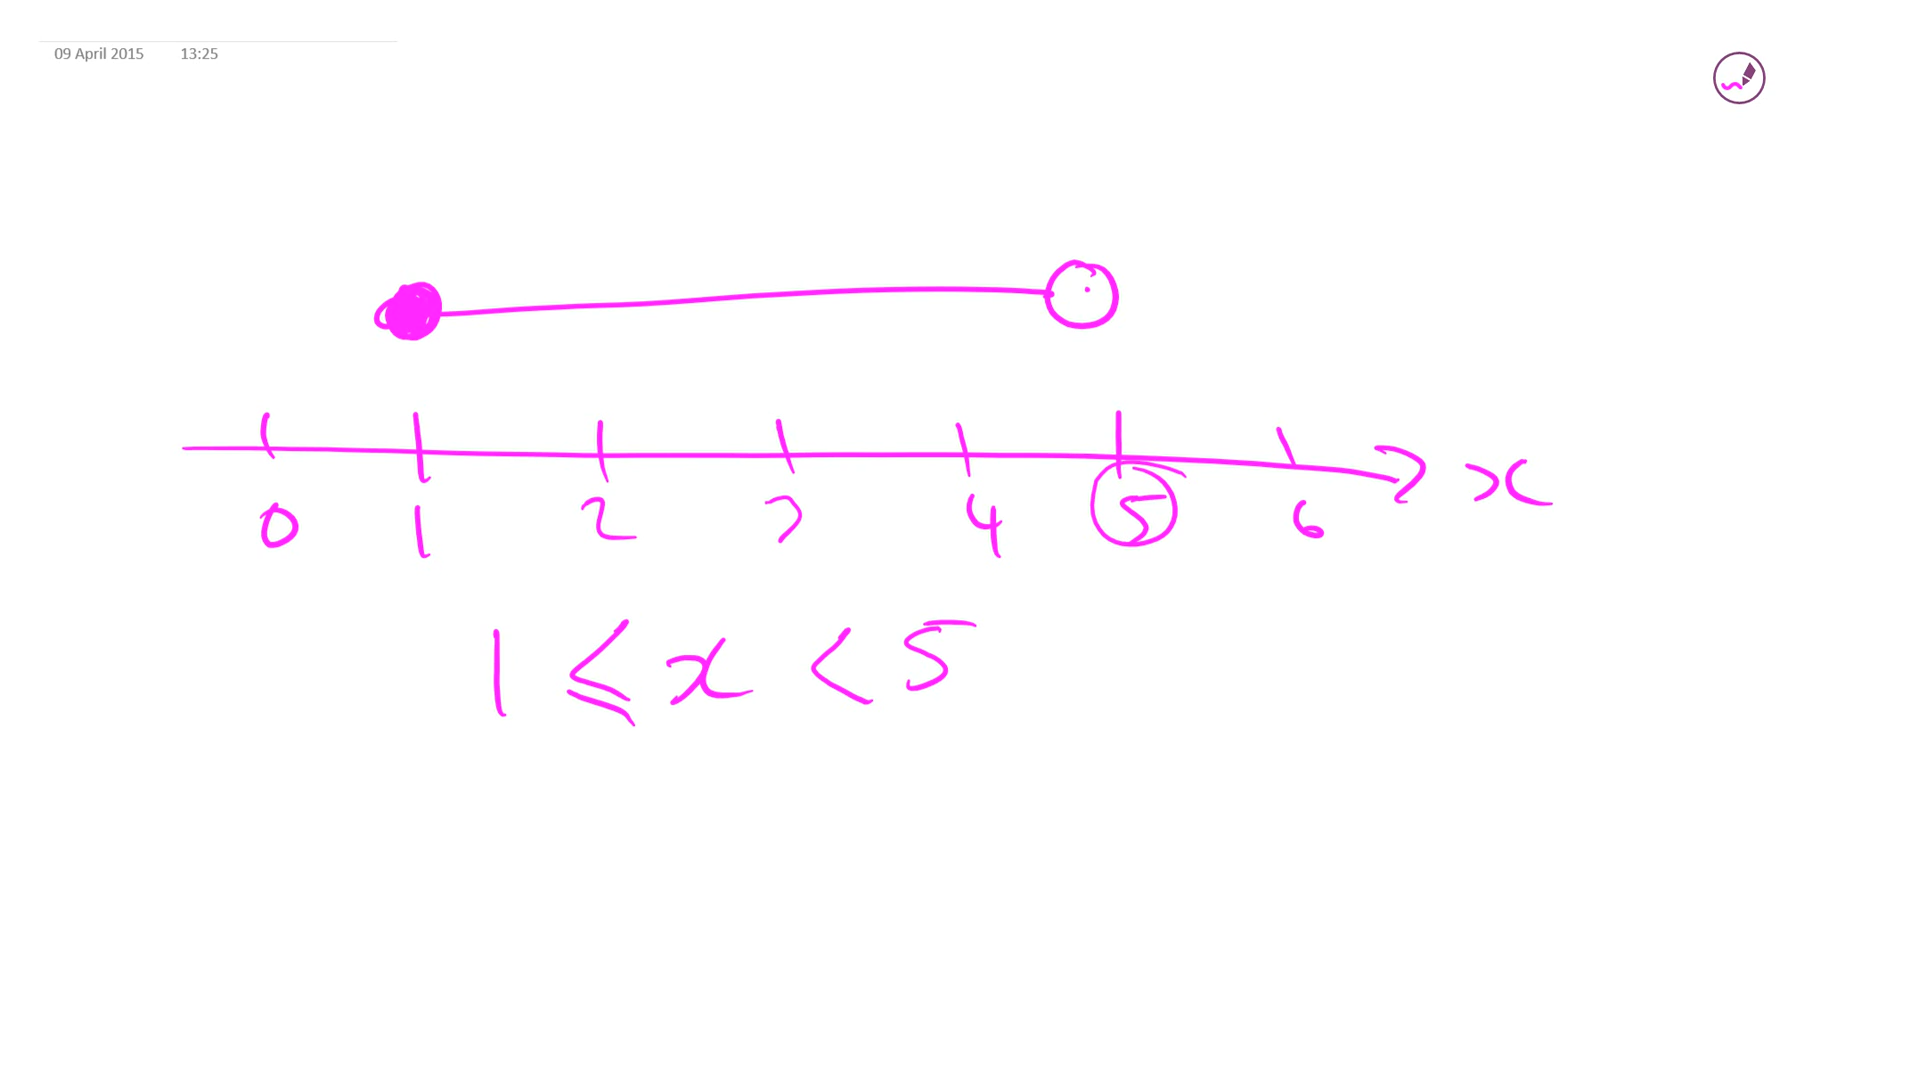 09 April 2015 13:25
0 1 2 3 4 5 6 x
1 ≤ x < 5